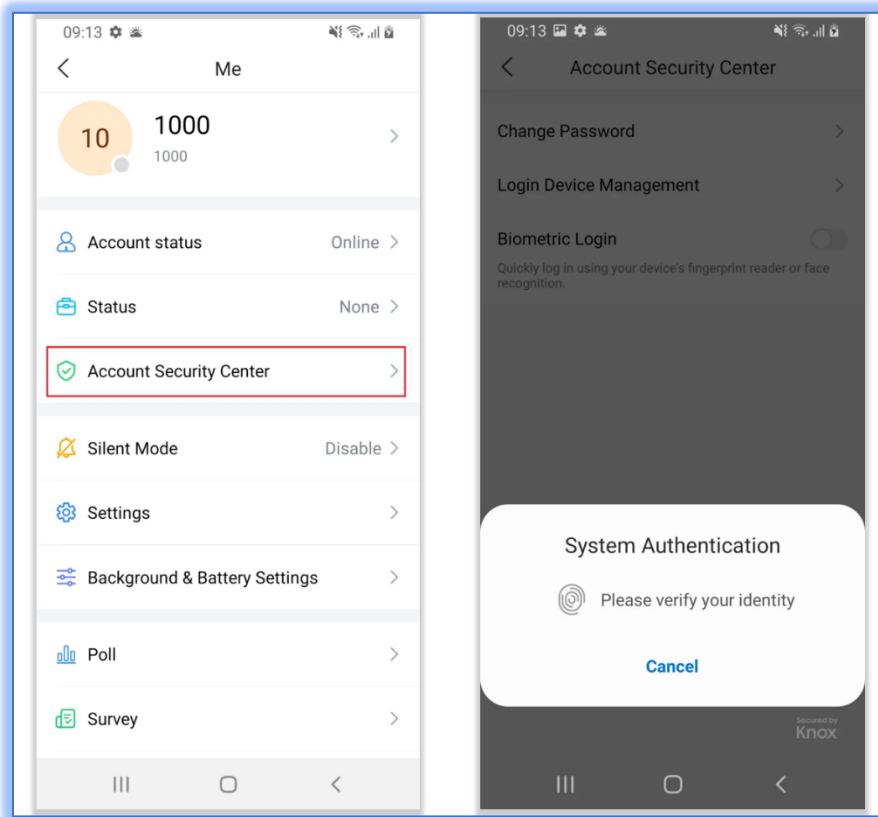 09:13
Me
10
1000
1000
Account status Online
Status None
Account Security Center
Silent Mode Disable
Settings
Background & Battery Settings
Poll
Survey
09:13
Account Security Center
Change Password
Login Device Management
Biometric Login
Quickly log in using your device's fingerprint reader or face
recognition.
System Authentication
Please verify your identity
Cancel
Secured by
Knox